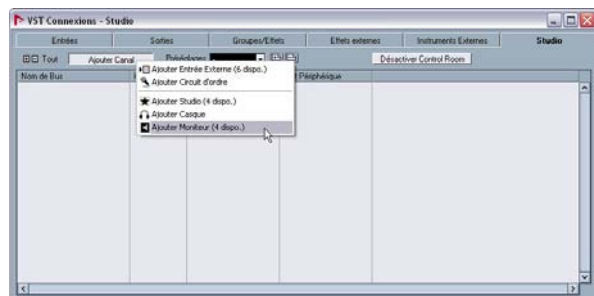 VST Connexions - Studio
Entrées Sorties Groupes/Effets Effets externes Instruments Externes Studio
Tout Ajouter Canal Préréglages Désactiver Control Room
Nom de Bus Périphérique
Ajouter Entrée Externe (6 dispo.)
Ajouter Circuit d'ordre
Ajouter Studio (4 dispo.)
Ajouter Casque
Ajouter Moniteur (4 dispo.)